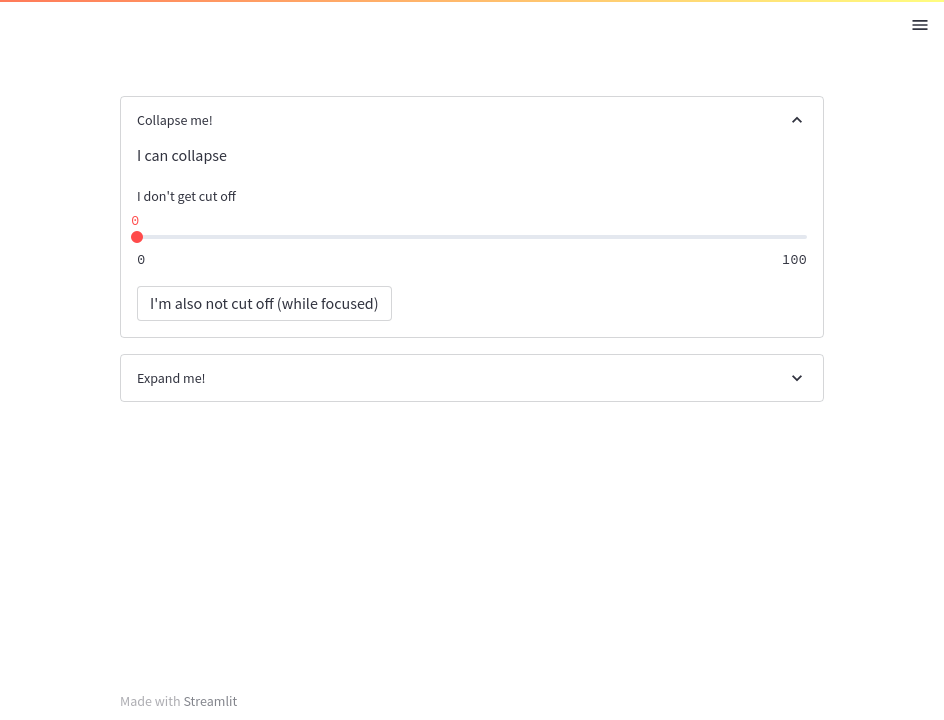 Collapse me!
I can collapse
I don't get cut off
0
0 100
I'm also not cut off (while focused)
Expand me!
Made with Streamlit